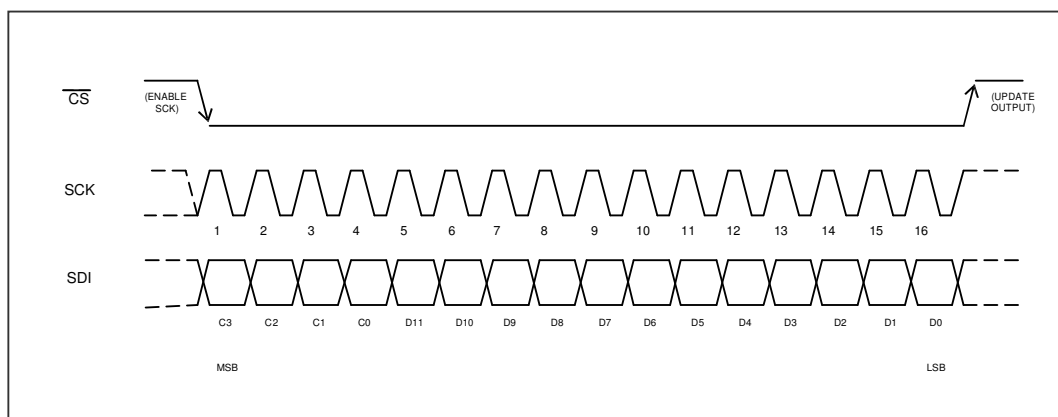 CS
(ENABLE
SCK)
(UPDATE
OUTPUT)
SCK
1 2 3 4 5 6 7 8 9 10 11 12 13 14 15 16
SDI
C3 C2 C1 C0 D11 D10 D9 D8 D7 D6 D5 D4 D3 D2 D1 D0
MSB LSB